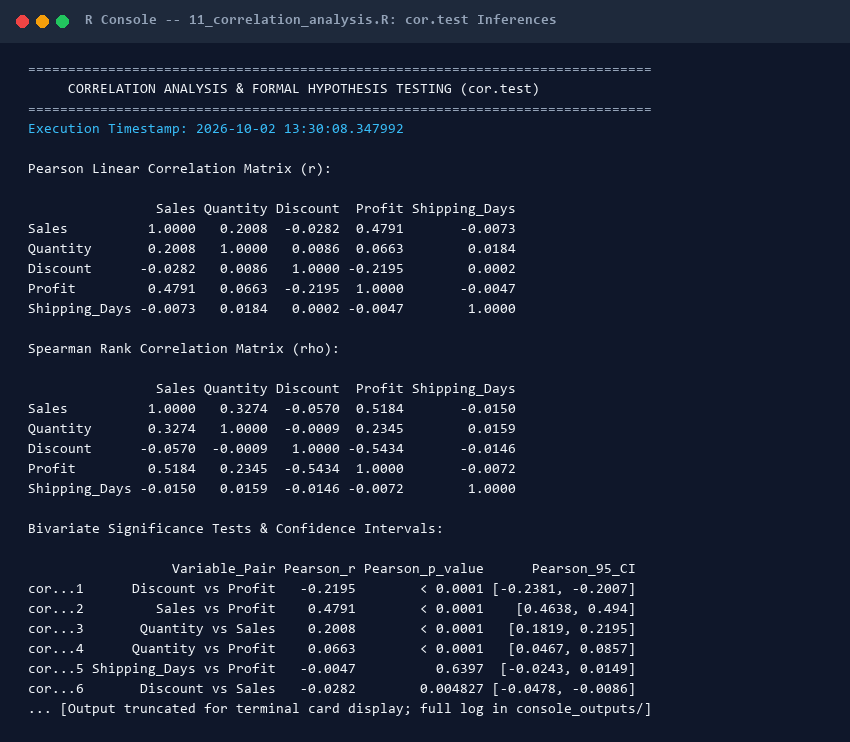 R Console -- 11_correlation_analysis.R: cor.test Inferences
==============================================================================
     CORRELATION ANALYSIS & FORMAL HYPOTHESIS TESTING (cor.test)
==============================================================================
Execution Timestamp: 2026-10-02 13:30:08.347992
Pearson Linear Correlation Matrix (r):
                Sales Quantity Discount  Profit Shipping_Days
Sales          1.0000   0.2008  -0.0282  0.4791       -0.0073
Quantity       0.2008   1.0000   0.0086  0.0663        0.0184
Discount      -0.0282   0.0086   1.0000 -0.2195        0.0002
Profit         0.4791   0.0663  -0.2195  1.0000       -0.0047
Shipping_Days -0.0073   0.0184   0.0002 -0.0047        1.0000
Spearman Rank Correlation Matrix (rho):
                Sales Quantity Discount  Profit Shipping_Days
Sales          1.0000   0.3274  -0.0570  0.5184       -0.0150
Quantity       0.3274   1.0000  -0.0009  0.2345        0.0159
Discount      -0.0570  -0.0009   1.0000 -0.5434       -0.0146
Profit         0.5184   0.2345  -0.5434  1.0000       -0.0072
Shipping_Days -0.0150   0.0159  -0.0146 -0.0072        1.0000
Bivariate Significance Tests & Confidence Intervals:
                  Variable_Pair Pearson_r Pearson_p_value      Pearson_95_CI
cor...1      Discount vs Profit   -0.2195        < 0.0001 [-0.2381, -0.2007]
cor...2         Sales vs Profit    0.4791        < 0.0001    [0.4638, 0.494]
cor...3       Quantity vs Sales    0.2008        < 0.0001   [0.1819, 0.2195]
cor...4      Quantity vs Profit    0.0663        < 0.0001   [0.0467, 0.0857]
cor...5 Shipping_Days vs Profit   -0.0047          0.6397  [-0.0243, 0.0149]
cor...6       Discount vs Sales   -0.0282        0.004827 [-0.0478, -0.0086]
... [Output truncated for terminal card display; full log in console_outputs/]